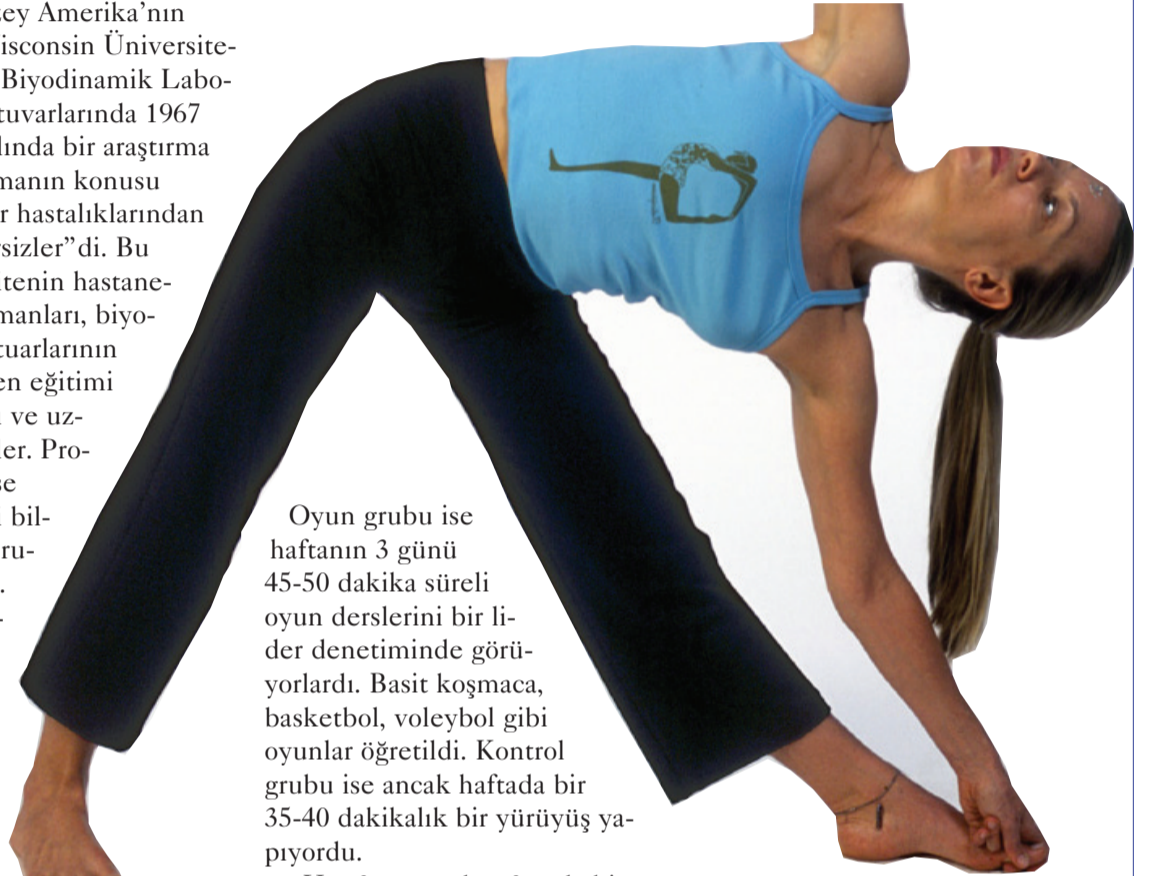 zey Amerika’nın
isconsin Üniversite-
Biyodinamik Labo-
tuvarlarında 1967
lında bir araştırma
manın konusu
r hastalıklarından
rsizler”di. Bu
itenin hastane-
manları, biyo-
tuarlarının
en eğitimi
ve uz-
ler. Pro-
se
bil-
ru-
.
-
Oyun grubu ise
haftanın 3 günü
45-50 dakika süreli
oyun derslerini bir li-
der denetiminde görü-
yorlardı. Basit koşmaca,
basketbol, voleybol gibi
oyunlar öğretildi. Kontrol
grubu ise ancak haftada bir
35-40 dakikalık bir yürüyüş ya-
pıyordu.